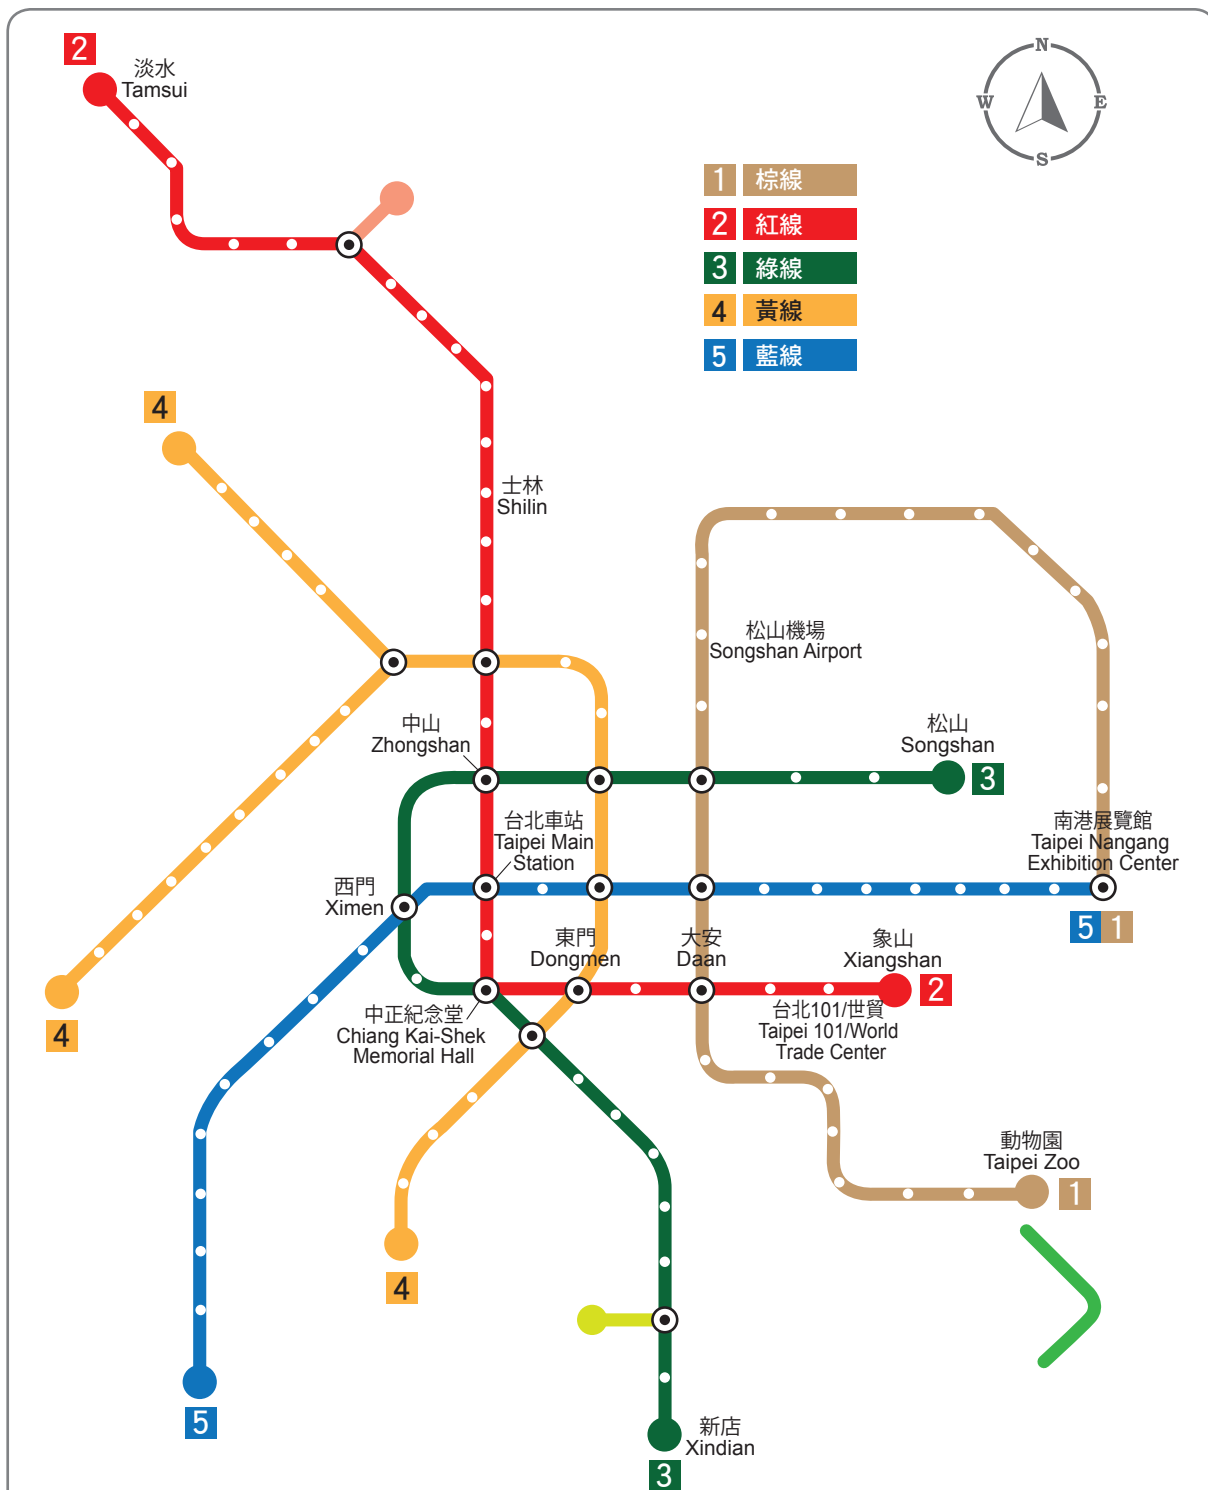 2
淡水
Tamsui
N
W
E
S
1 棕線
2 紅線
3 綠線
4 黃線
5 藍線
4
士林
Shilin
松山機場
Songshan Airport
中山
Zhongshan
松山
Songshan
3
台北車站
Taipei Main
Station
南港展覽館
Taipei Nangang
Exhibition Center
5 1
西門
Ximen
東門
Dongmen
大安
Daan
象山
Xiangshan
2
4
中正紀念堂
Chiang Kai-Shek
Memorial Hall
台北101/世貿
Taipei 101/World
Trade Center
動物園
Taipei Zoo
1
4
5
新店
Xindian
3